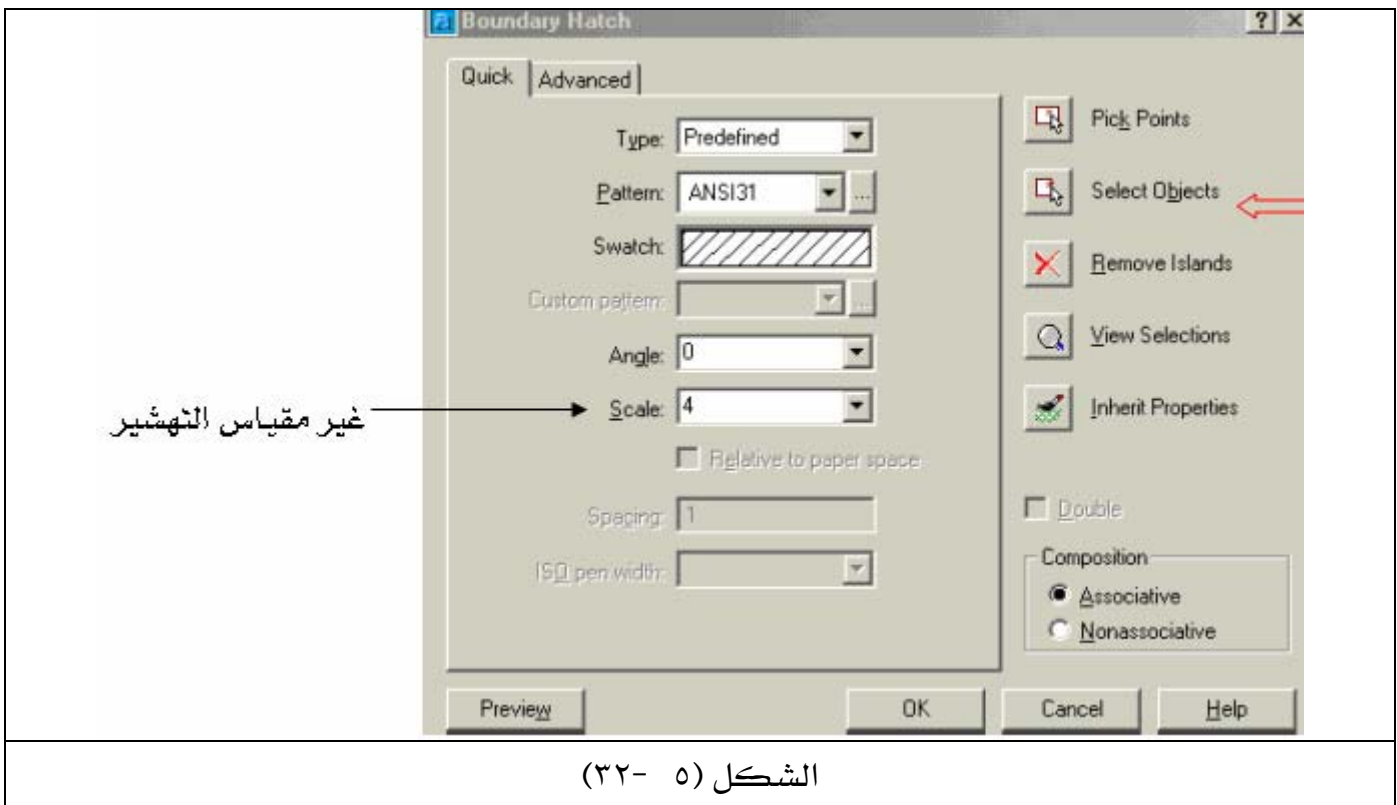 Boundary Hatch
Quick Advanced
Type: Predefined
Pattern: ANSI31 ...
Swatch:
Custom pattern: ...
Angle: 0
غير مقياس التهشير
Scale: 4
Relative to paper space
Spacing: 1
ISO pen width:
Pick Points
Select Objects
Remove Islands
View Selections
Inherit Properties
Double
Composition
Associative
Nonassociative
Preview OK Cancel Help
الشكل (٥ -٣٢)